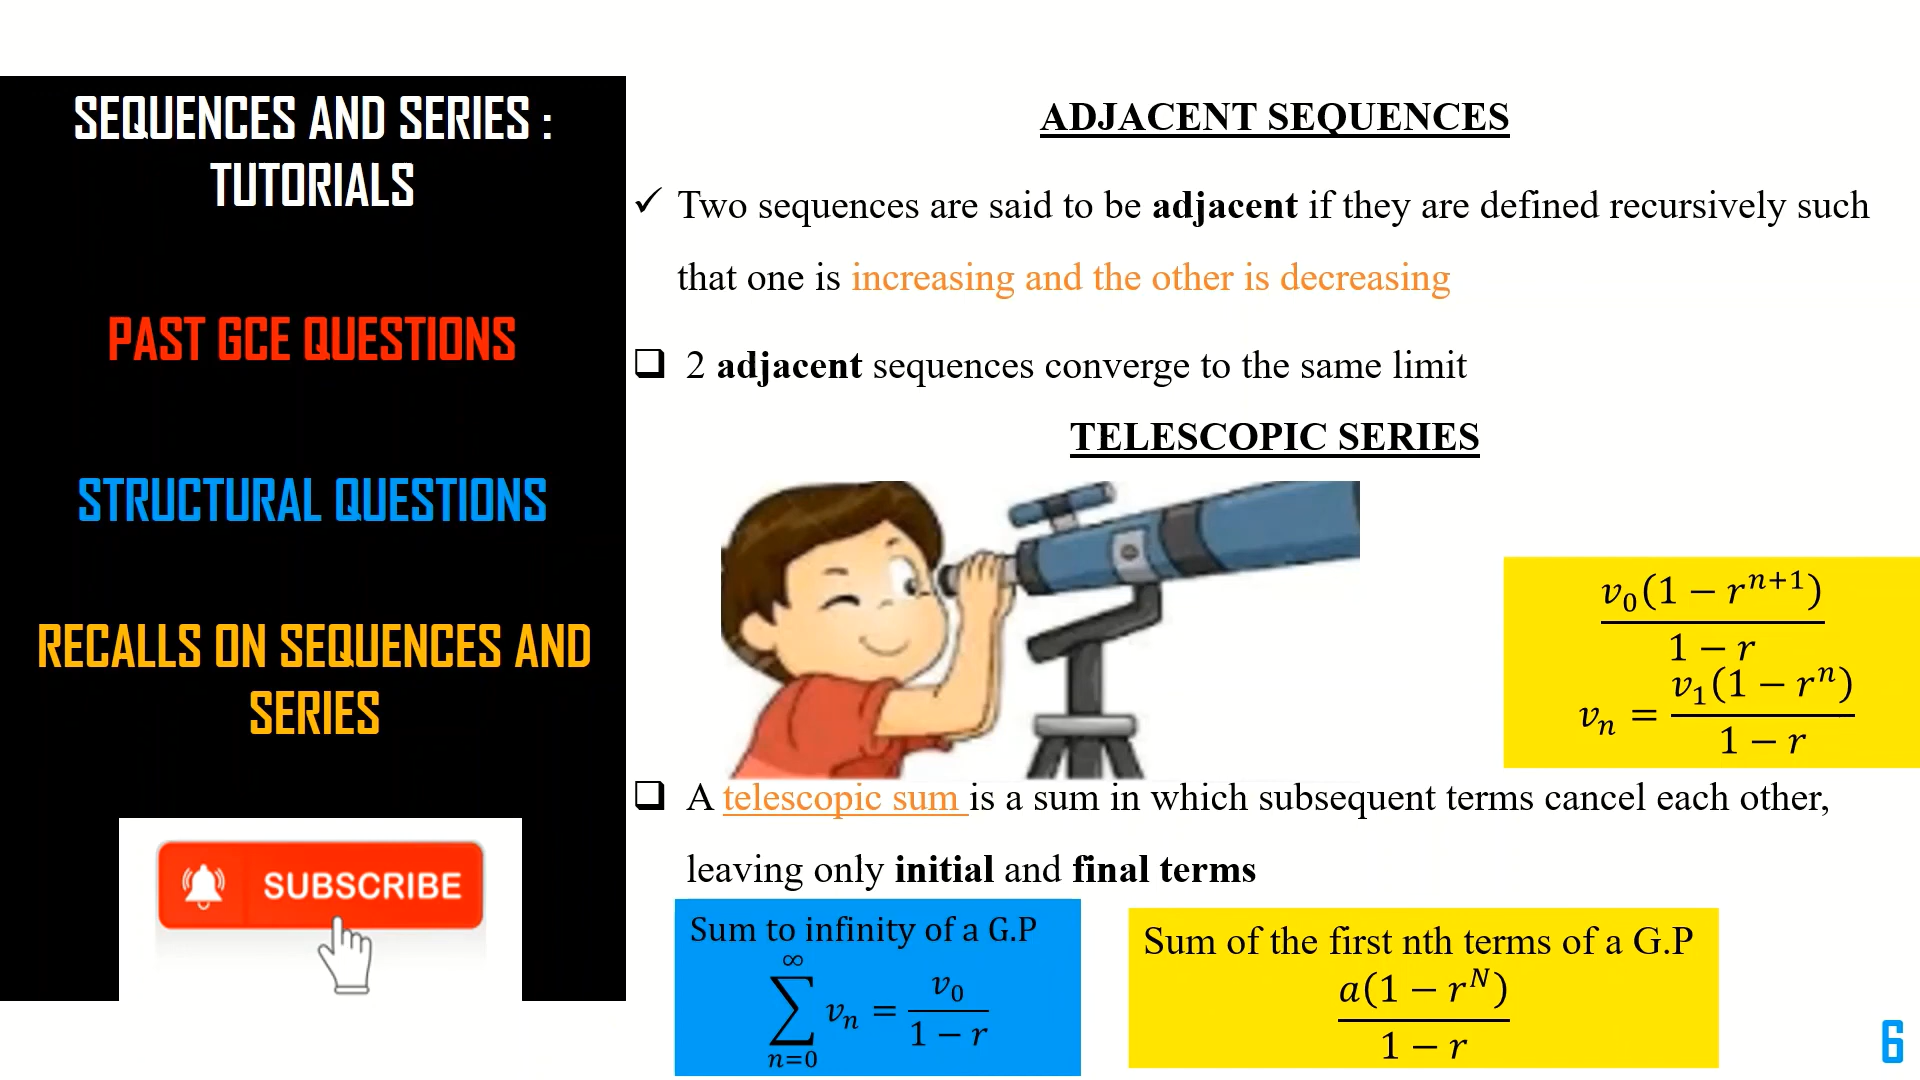 SEQUENCES AND SERIES :
TUTORIALS
PAST GCE QUESTIONS
STRUCTURAL QUESTIONS
RECALLS ON SEQUENCES AND
SERIES
SUBSCRIBE
ADJACENT SEQUENCES
✓ Two sequences are said to be adjacent if they are defined recursively such
that one is increasing and the other is decreasing
❑ 2 adjacent sequences converge to the same limit
TELESCOPIC SERIES
v₀(1 − rⁿ⁺¹)
1 − r
vₙ = v₁(1 − rⁿ)
1 − r
❑ A telescopic sum is a sum in which subsequent terms cancel each other,
leaving only initial and final terms
Sum to infinity of a G.P
∞
∑ vₙ = v₀ / 1 − r
n=0
Sum of the first nth terms of a G.P
a(1 − r^N)
1 − r
6